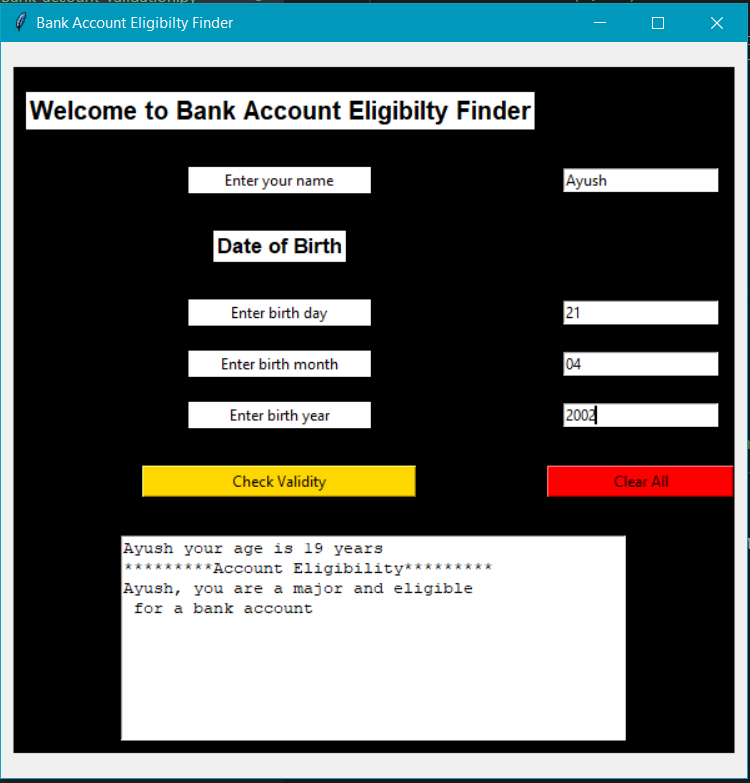 Bank Account Eligibilty Finder
Welcome to Bank Account Eligibilty Finder
Enter your name
Ayush
Date of Birth
Enter birth day
21
Enter birth month
04
Enter birth year
2002
Check Validity
Clear All
Ayush your age is 19 years
*********Account Eligibility*********
Ayush, you are a major and eligible
for a bank account